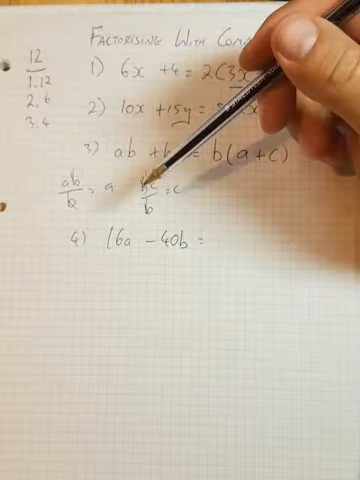 FACTORISING WITH
12
1.12
2.6
3.4
1) 6x + 4 = 2(3x
2) 10x + 15y =
3) ab + = b(a+c)
ab/b = a bc/b = c
4) 16a - 40b =